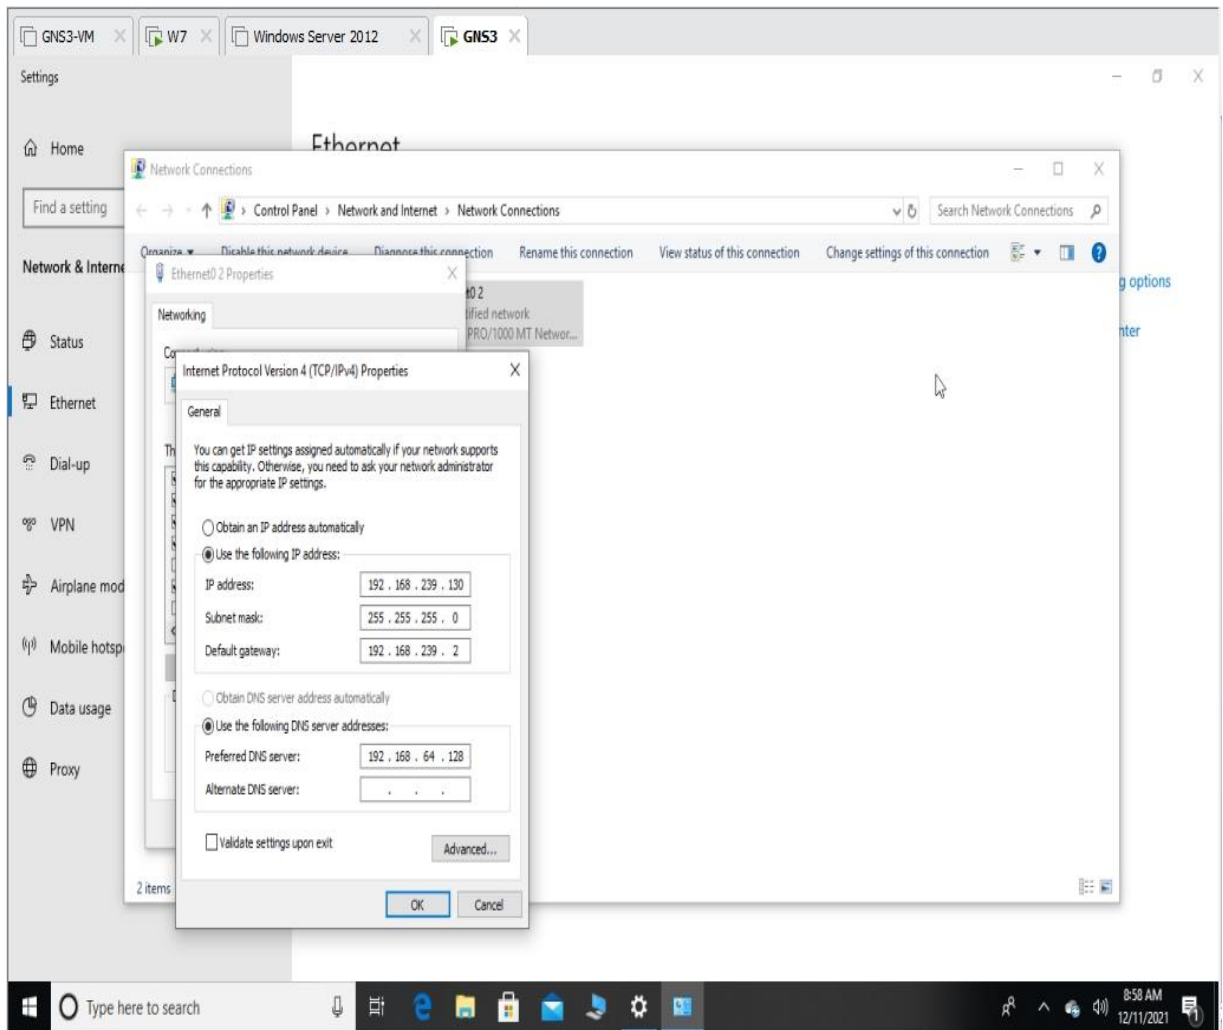 GNS3-VM
W7
Windows Server 2012
GNS3
Settings
Home
Find a setting
Network & Interne
Status
Ethernet
Dial-up
VPN
Airplane mod
Mobile hotsp
Data usage
Proxy
Ethernet
g options
nter
Network Connections
Control Panel > Network and Internet > Network Connections
Search Network Connections
Organize Disable this network device Diagnose this connection Rename this connection View status of this connection Change settings of this connection
t0 2
tified network
PRO/1000 MT Networ...
2 items
Ethernet0 2 Properties
Networking
Th
Internet Protocol Version 4 (TCP/IPv4) Properties
General
You can get IP settings assigned automatically if your network supports
this capability. Otherwise, you need to ask your network administrator
for the appropriate IP settings.
Obtain an IP address automatically
Use the following IP address:
IP address: 192 . 168 . 239 . 130
Subnet mask: 255 . 255 . 255 . 0
Default gateway: 192 . 168 . 239 . 2
Obtain DNS server address automatically
Use the following DNS server addresses:
Preferred DNS server: 192 . 168 . 64 . 128
Alternate DNS server: . . .
Validate settings upon exit
Advanced...
OK Cancel
Type here to search
8:58 AM
12/11/2021
1